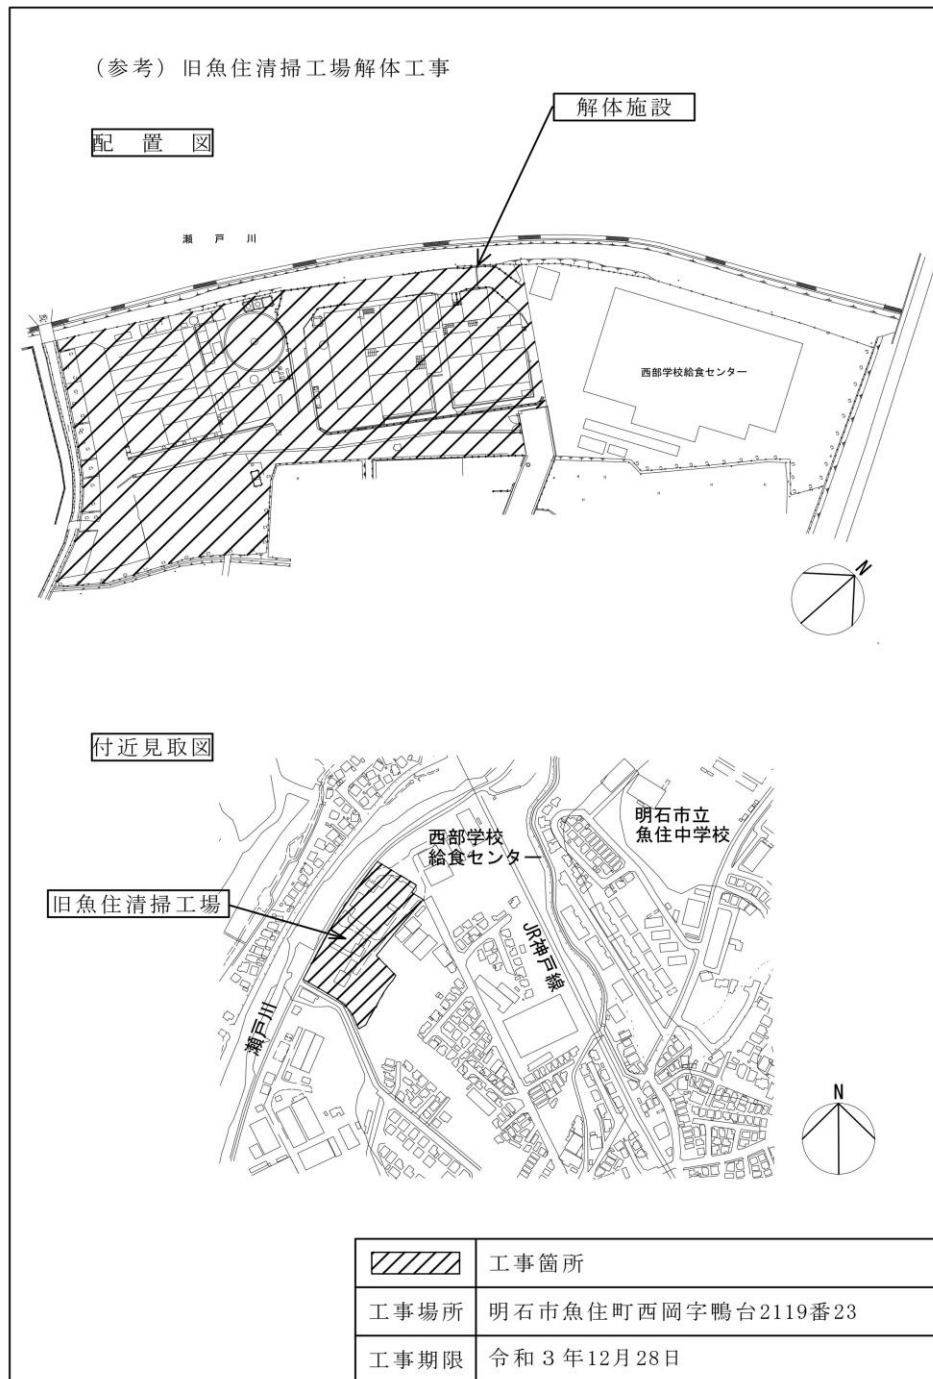 （参考）旧魚住清掃工場解体工事
解体施設
配置図
瀬戸川
西部学校給食センター
N
付近見取図
明石市立
魚住中学校
西部学校
給食センター
旧魚住清掃工場
JR神戸線
瀬戸川
N
工事箇所
工事場所 明石市魚住町西岡字鴨台2119番23
工事期限 令和3年12月28日